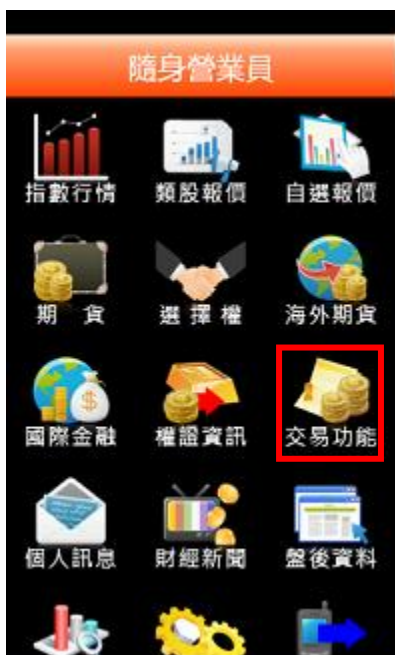 隨身營業員
指數行情 類股報價 自選報價
期 貨 選擇權 海外期貨
國際金融 權證資訊 交易功能
個人訊息 財經新聞 盤後資料